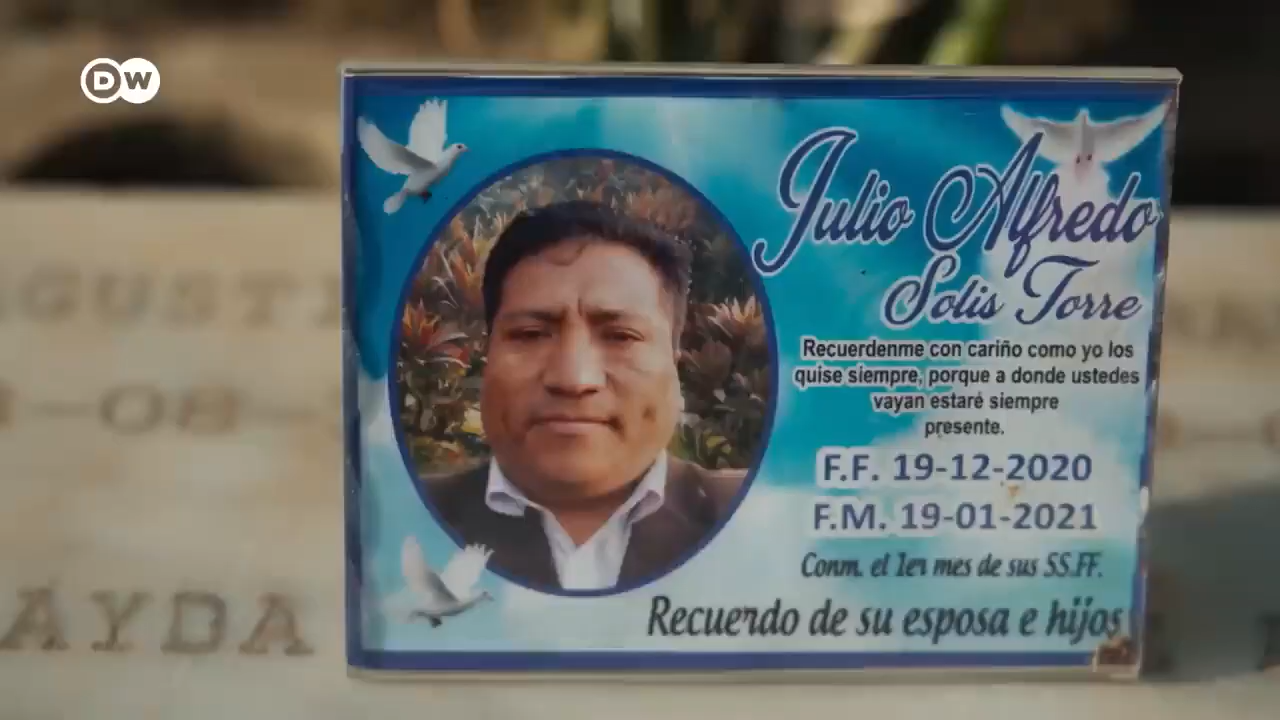 DW
Julio Alfredo
Solis Torre
Recuerdenme con cariño como yo los
quise siempre, porque a donde ustedes
vayan estaré siempre
presente.
F.F. 19-12-2020
F.M. 19-01-2021
Conm. el 1er mes de sus SS.FF.
Recuerdo de su esposa e hijos
AYDA